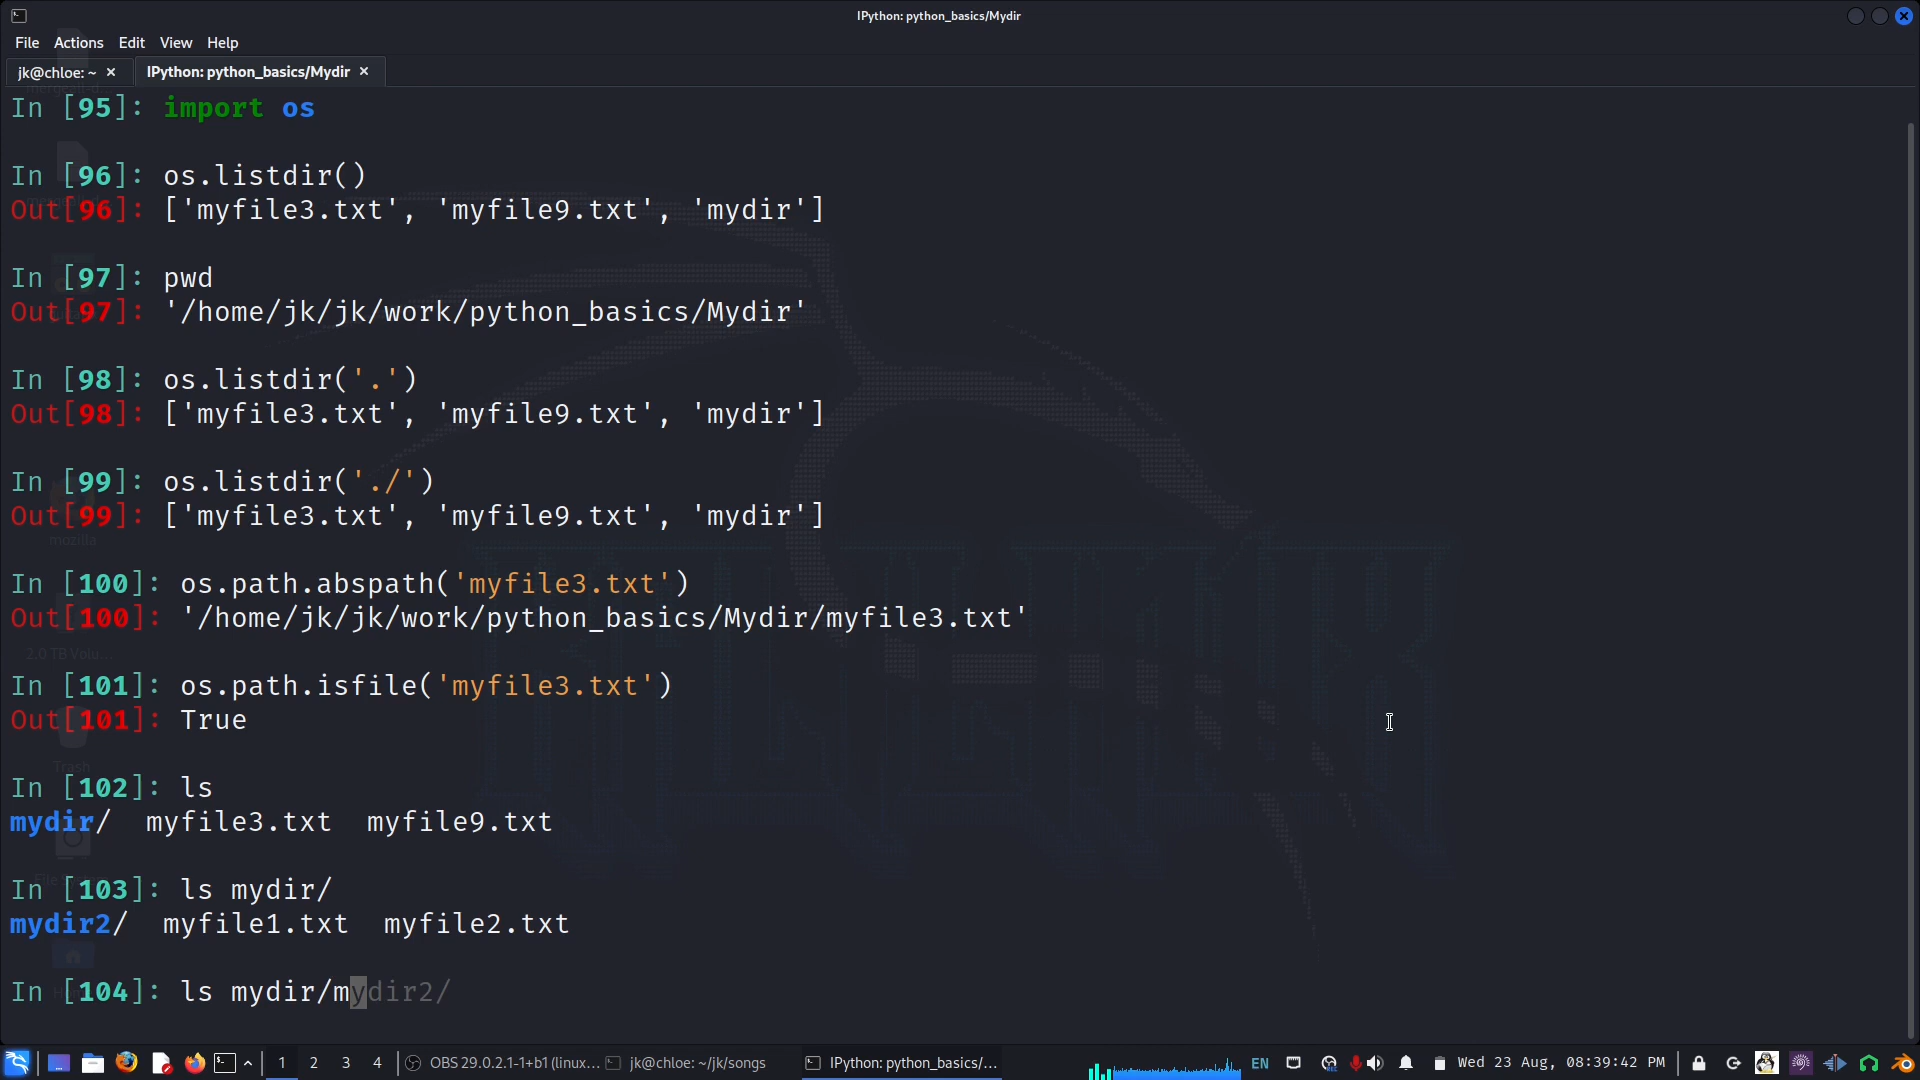 IPython: python_basics/Mydir
File Actions Edit View Help
jk@chloe: ~ × IPython: python_basics/Mydir ×
In [95]: import os
In [96]: os.listdir()
Out[96]: ['myfile3.txt', 'myfile9.txt', 'mydir']
In [97]: pwd
Out[97]: '/home/jk/jk/work/python_basics/Mydir'
In [98]: os.listdir('.')
Out[98]: ['myfile3.txt', 'myfile9.txt', 'mydir']
In [99]: os.listdir('./')
Out[99]: ['myfile3.txt', 'myfile9.txt', 'mydir']
mozilla
In [100]: os.path.abspath('myfile3.txt')
Out[100]: '/home/jk/jk/work/python_basics/Mydir/myfile3.txt'
2.0 TB Volu...
In [101]: os.path.isfile('myfile3.txt')
Out[101]: True
Trash
In [102]: ls
mydir/ myfile3.txt myfile9.txt
In [103]: ls mydir/
mydir2/ myfile1.txt myfile2.txt
In [104]: ls mydir/mydir2/
1 2 3 4 OBS 29.0.2.1-1+b1 (linux... jk@chloe: ~/jk/songs IPython: python_basics/... EN Wed 23 Aug, 08:39:42 PM